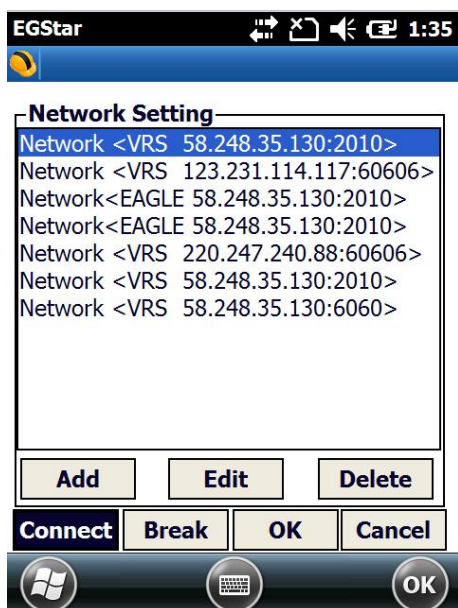 EGStar 1:35
Network Setting
Network <VRS 58.248.35.130:2010>
Network <VRS 123.231.114.117:60606>
Network<EAGLE 58.248.35.130:2010>
Network<EAGLE 58.248.35.130:2010>
Network <VRS 220.247.240.88:60606>
Network <VRS 58.248.35.130:2010>
Network <VRS 58.248.35.130:6060>
Add Edit Delete
Connect Break OK Cancel
OK